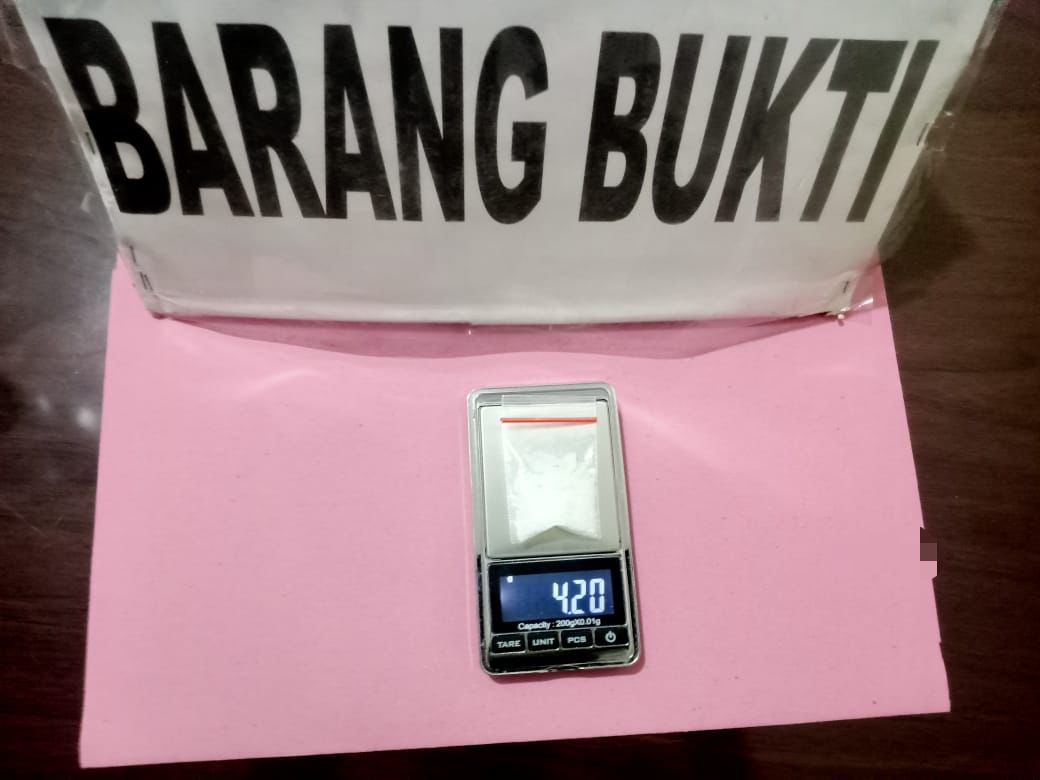 BARANG BUKTI
g
4.20
Capacity : 200gX0.01g
TARE UNIT PCS